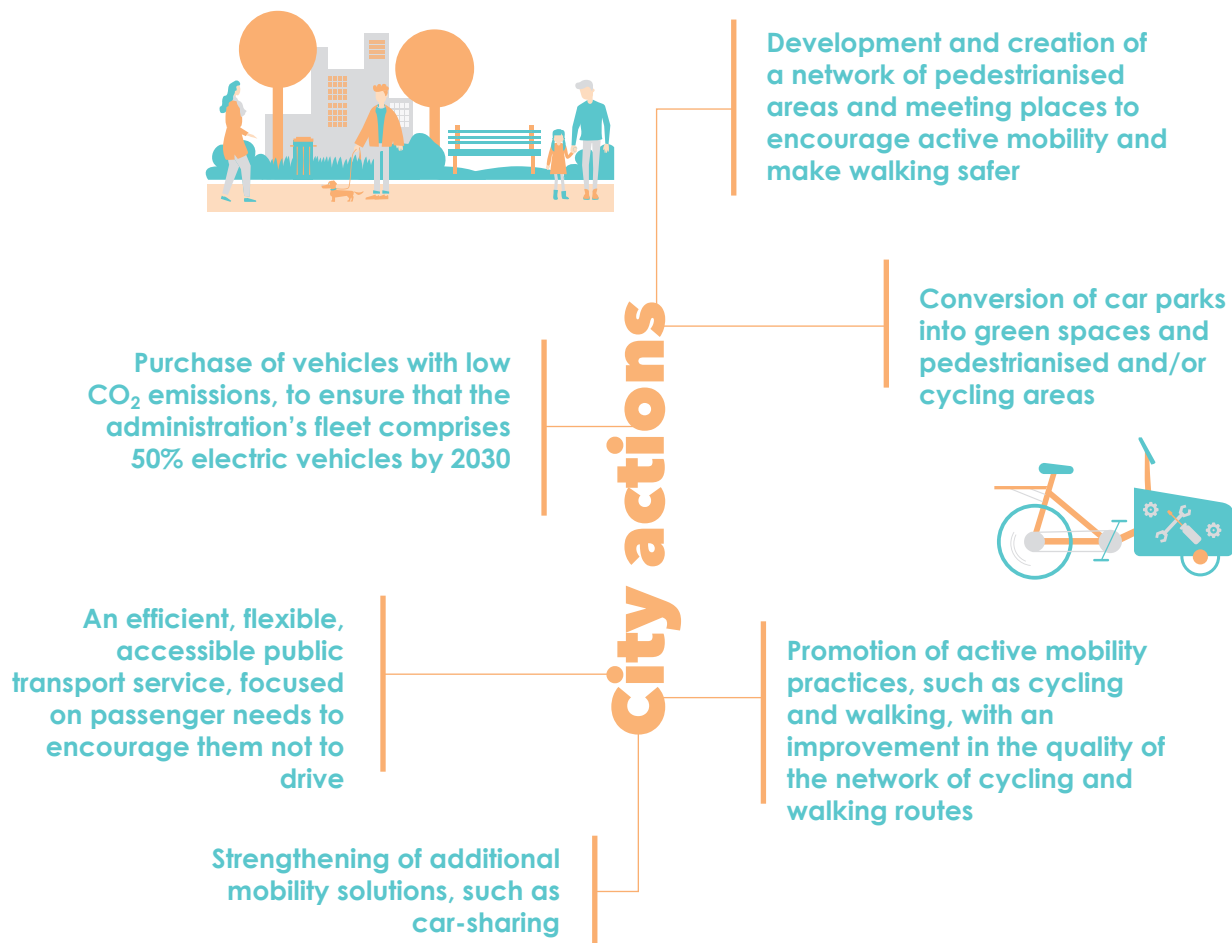 Development and creation of
a network of pedestrianised
areas and meeting places to
encourage active mobility and
make walking safer
Conversion of car parks
into green spaces and
pedestrianised and/or
cycling areas
Purchase of vehicles with low
CO₂ emissions, to ensure that the
administration’s fleet comprises
50% electric vehicles by 2030
City actions
An efficient, flexible,
accessible public
transport service, focused
on passenger needs to
encourage them not to
drive
Promotion of active mobility
practices, such as cycling
and walking, with an
improvement in the quality of
the network of cycling and
walking routes
Strengthening of additional
mobility solutions, such as
car-sharing